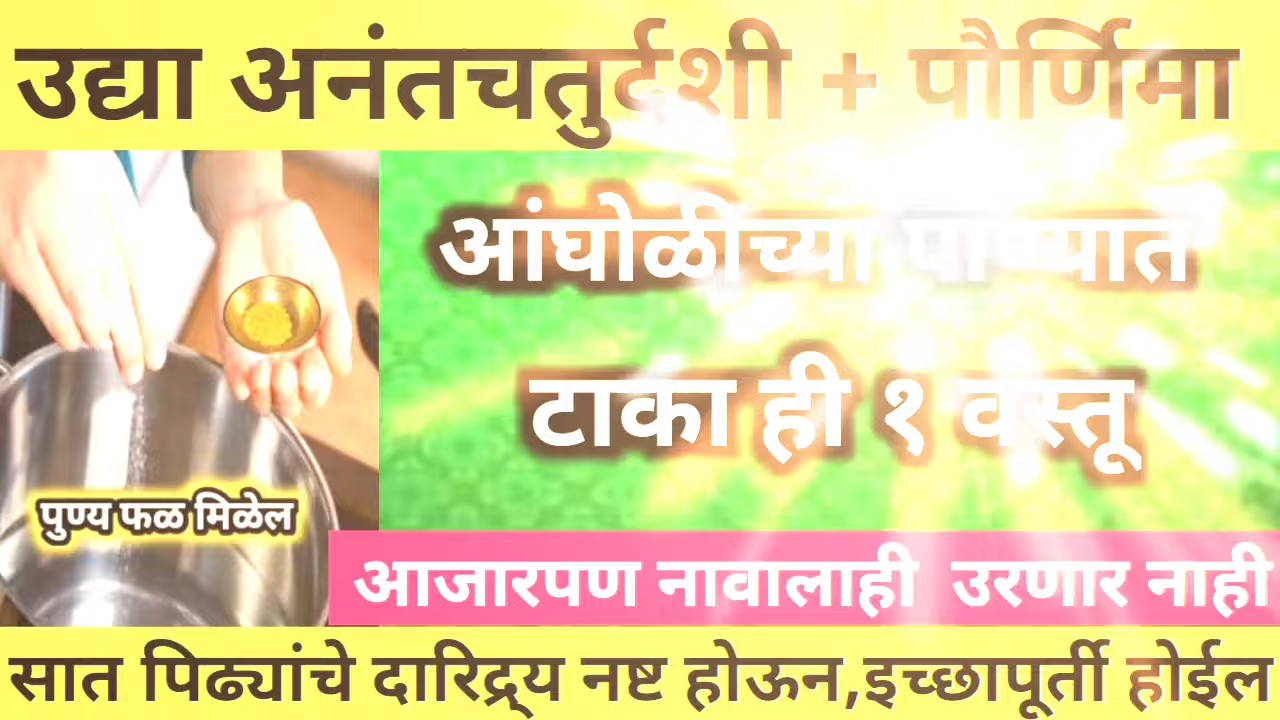 उद्या अनंतचतुर्दशी + पौर्णिमा
आंघोळीच्या पाण्यात
टाका ही १ वस्तू
पुण्य फळ मिळेल
आजारपण नावालाही उरणार नाही
सात पिढ्यांचे दारिद्र्य नष्ट होऊन,इच्छापूर्ती होईल